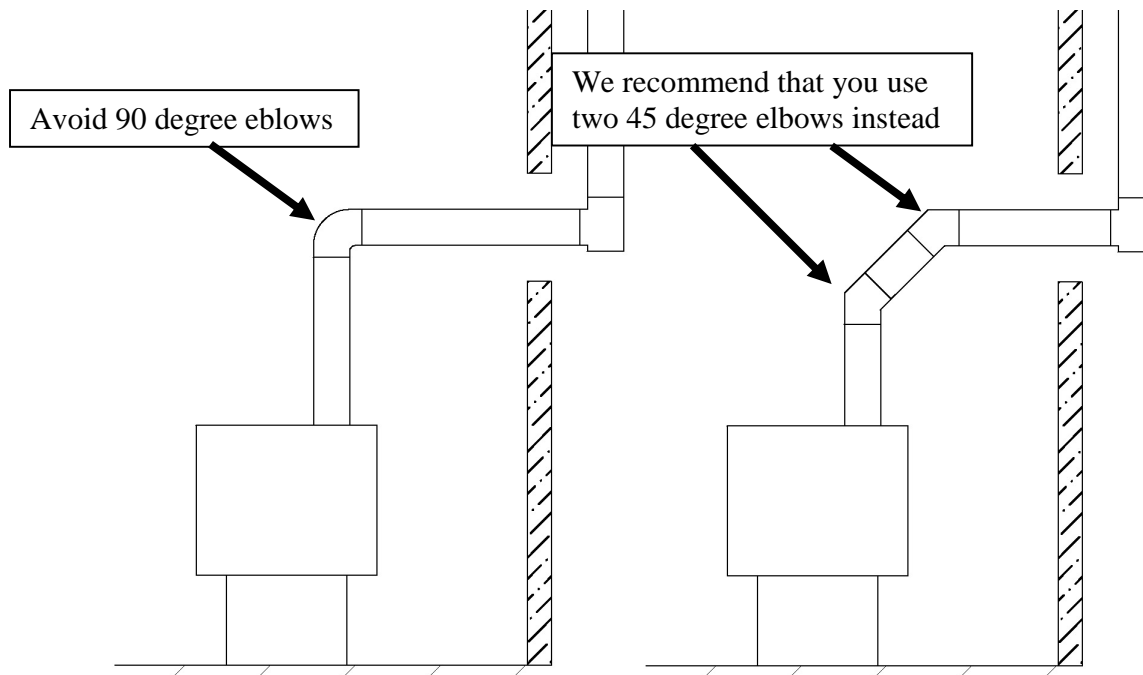 Avoid 90 degree eblows
We recommend that you use
two 45 degree elbows instead